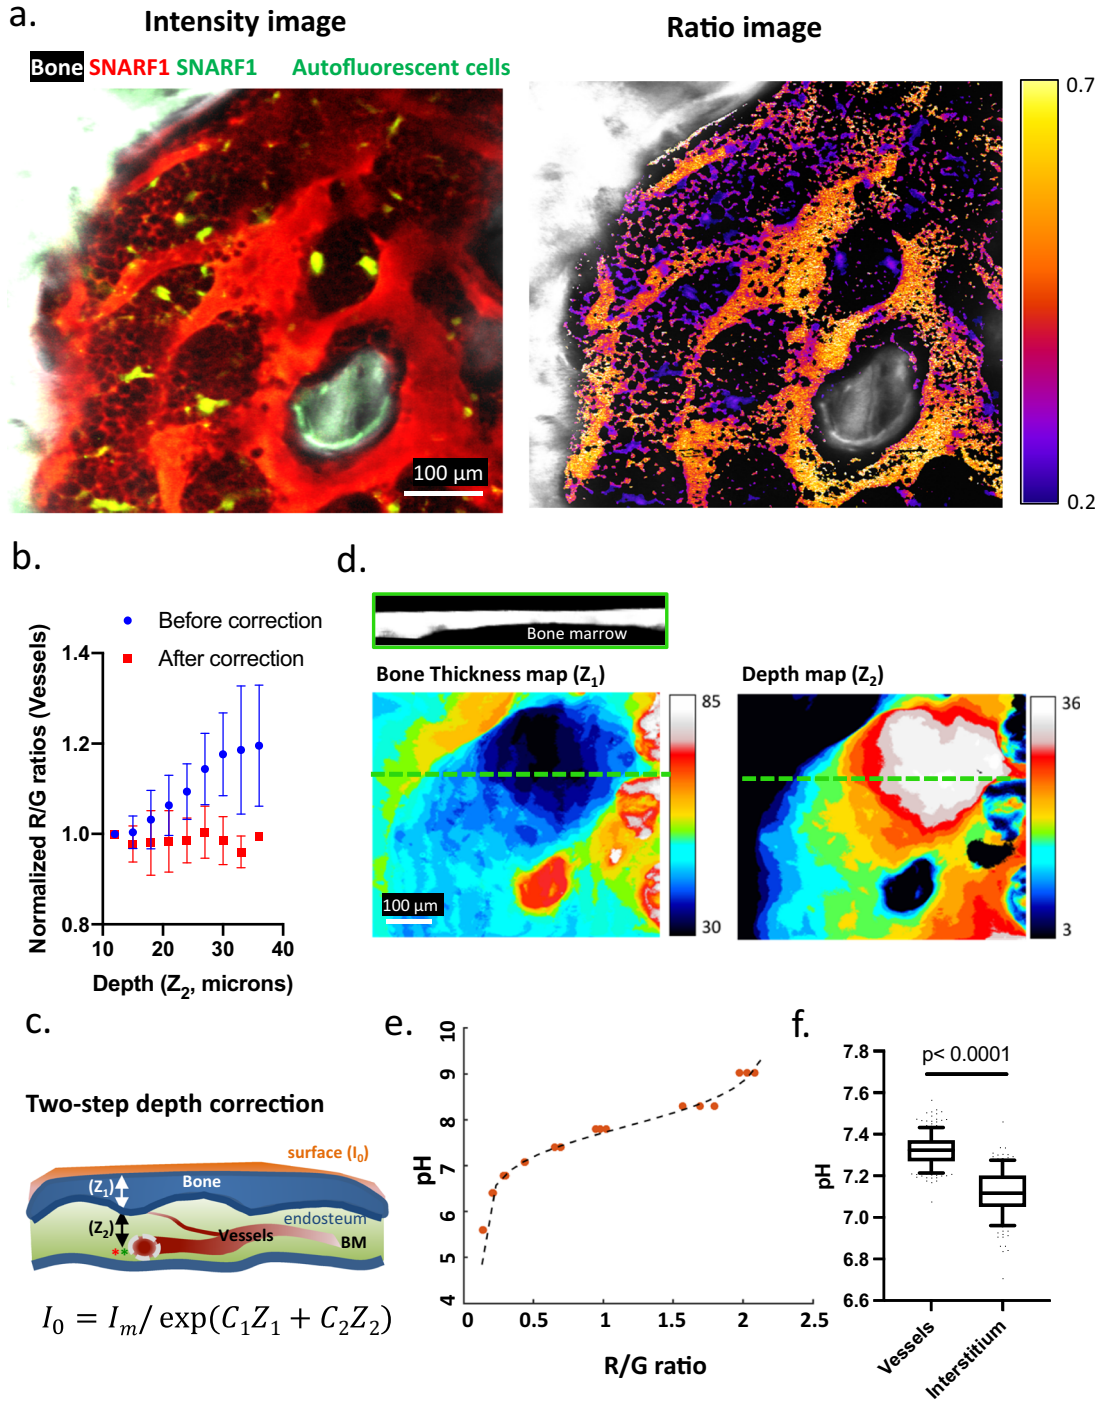 a.
Intensity image
Ratio image
Bone SNARF1 SNARF1 Autofluorescent cells
0.7
100 µm
0.2
b.
Before correction
After correction
Normalized R/G ratios (Vessels)
1.4
1.2
1.0
0.8
10 20 30 40
Depth (Z2, microns)
d.
Bone marrow
Bone Thickness map (Z1)
Depth map (Z2)
85
36
100 µm
30
3
c.
Two-step depth correction
surface (I0)
(Z1)
Bone
endosteum
(Z2)
Vessels
BM
**
I0 = Im/ exp(C1Z1 + C2Z2)
e.
pH
10
9
8
7
6
5
4
0 0.5 1 1.5 2 2.5
R/G ratio
f.
p< 0.0001
pH
7.8
7.6
7.4
7.2
7.0
6.8
6.6
Vessels
Interstitium